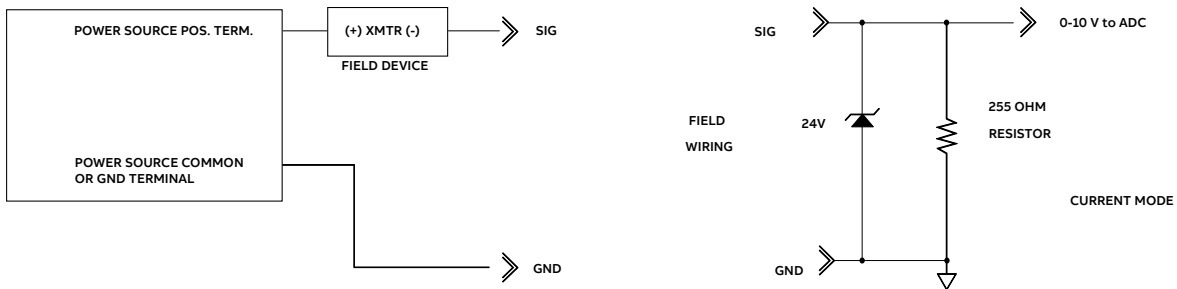 POWER SOURCE POS. TERM.
(+) XMTR (-)
SIG
FIELD DEVICE
POWER SOURCE COMMON
OR GND TERMINAL
GND
SIG
0-10 V to ADC
FIELD
WIRING
24V
255 OHM
RESISTOR
CURRENT MODE
GND